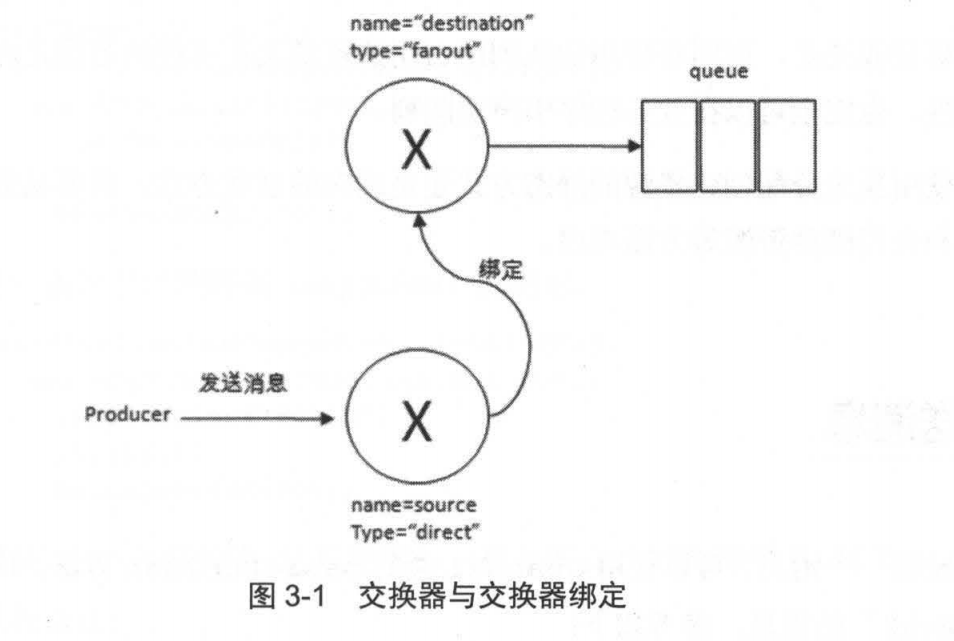 name=“destination”
type=“fanout”
queue
X
绑定
发送消息
Producer
X
name=source
Type=“direct”
图 3-1 交换器与交换器绑定